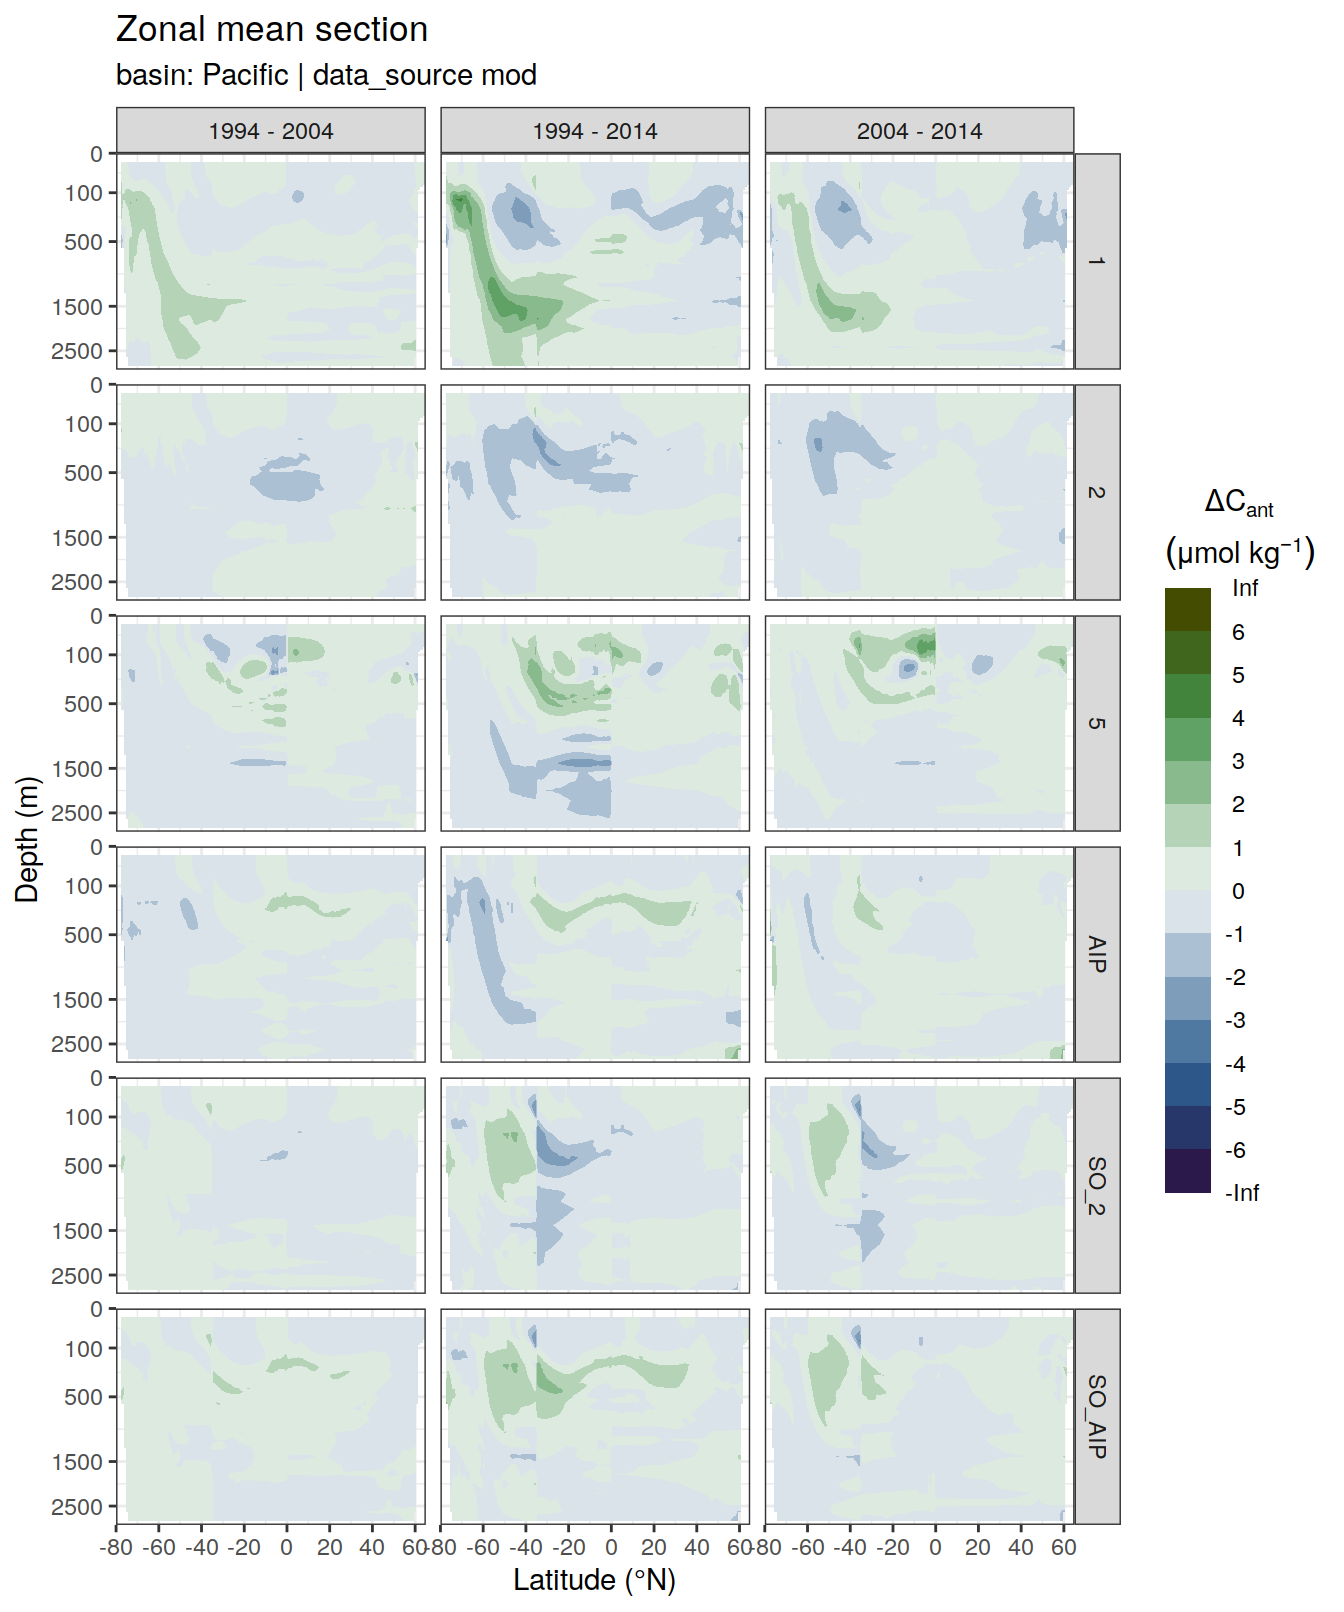 Zonal mean section
basin: Pacific | data_source mod
1994 - 2004
1994 - 2014
2004 - 2014
0
100
500
1500
2500
1
0
100
500
1500
2500
2
0
100
500
1500
2500
5
0
100
500
1500
2500
AIP
0
100
500
1500
2500
SO_2
0
100
500
1500
2500
SO_AIP
-80 -60 -40 -20 0 20 40 60
-80 -60 -40 -20 0 20 40 60
-80 -60 -40 -20 0 20 40 60
Latitude (°N)
Depth (m)
ΔCant
(μmol kg−1)
Inf
6
5
4
3
2
1
0
-1
-2
-3
-4
-5
-6
-Inf